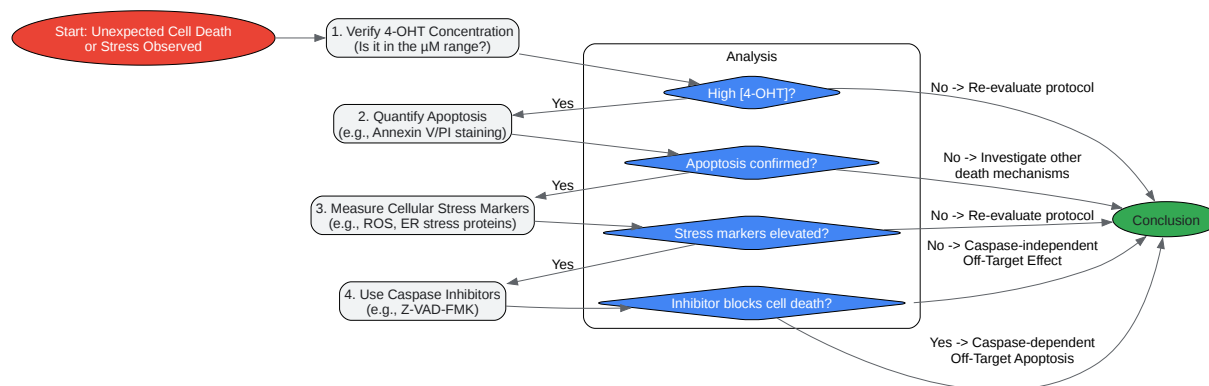 Start: Unexpected Cell Death
or Stress Observed
1. Verify 4-OHT Concentration
(Is it in the µM range?)
Analysis
High [4-OHT]?
No -> Re-evaluate protocol
Yes
2. Quantify Apoptosis
(e.g., Annexin V/PI staining)
Apoptosis confirmed?
No -> Investigate other
death mechanisms
Yes
3. Measure Cellular Stress Markers
(e.g., ROS, ER stress proteins)
Stress markers elevated?
No -> Re-evaluate protocol
Conclusion
Yes
4. Use Caspase Inhibitors
(e.g., Z-VAD-FMK)
Inhibitor blocks cell death?
No -> Caspase-independent
Off-Target Effect
Yes -> Caspase-dependent
Off-Target Apoptosis